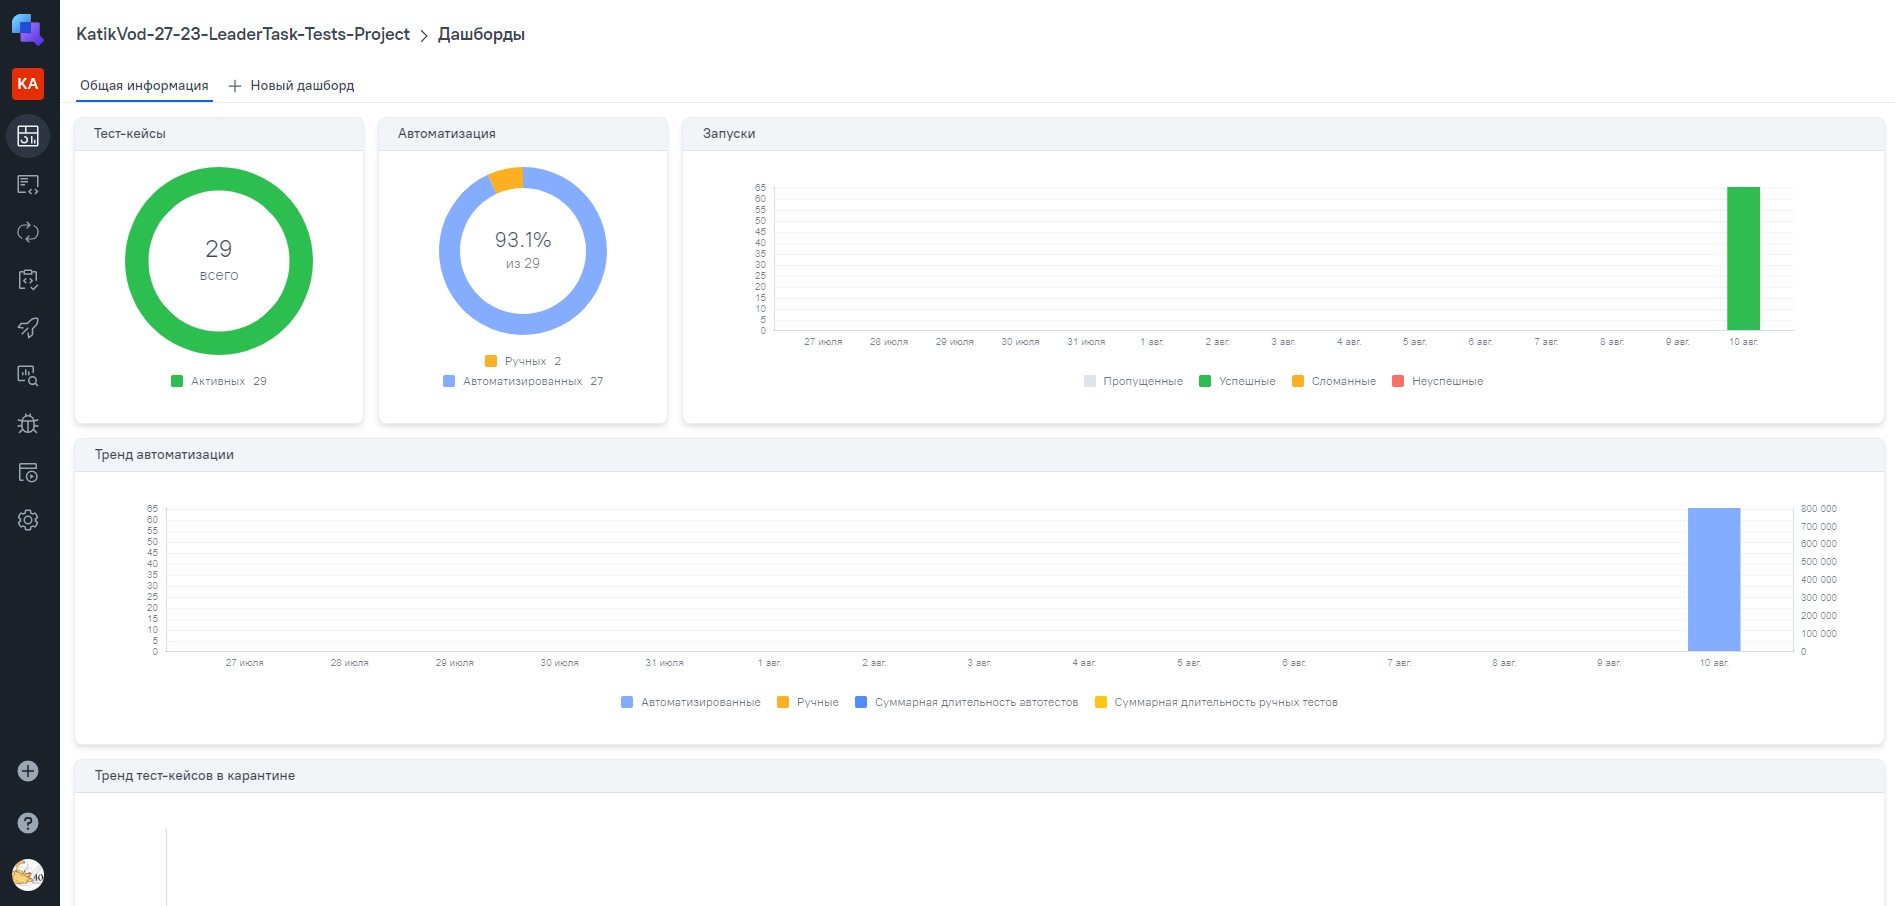 KatikVod-27-23-LeaderTask-Tests-Project > Дашборды
KA
Общая информация
+ Новый дашборд
Тест-кейсы
29
всего
Активных 29
Автоматизация
93.1%
из 29
Ручных 2
Автоматизированных 27
Запуски
65
60
55
50
45
40
35
30
25
20
15
10
5
0
27 июля 28 июля 29 июля 30 июля 31 июля 1 авг. 2 авг. 3 авг. 4 авг. 5 авг. 6 авг. 7 авг. 8 авг. 9 авг. 10 авг.
Пропущенные Успешные Сломанные Неуспешные
Тренд автоматизации
65
60
55
50
45
40
35
30
25
20
15
10
5
0
800 000
700 000
600 000
500 000
400 000
300 000
200 000
100 000
0
27 июля 28 июля 29 июля 30 июля 31 июля 1 авг. 2 авг. 3 авг. 4 авг. 5 авг. 6 авг. 7 авг. 8 авг. 9 авг. 10 авг.
Автоматизированные Ручные Суммарная длительность автотестов Суммарная длительность ручных тестов
Тренд тест-кейсов в карантине
?
40